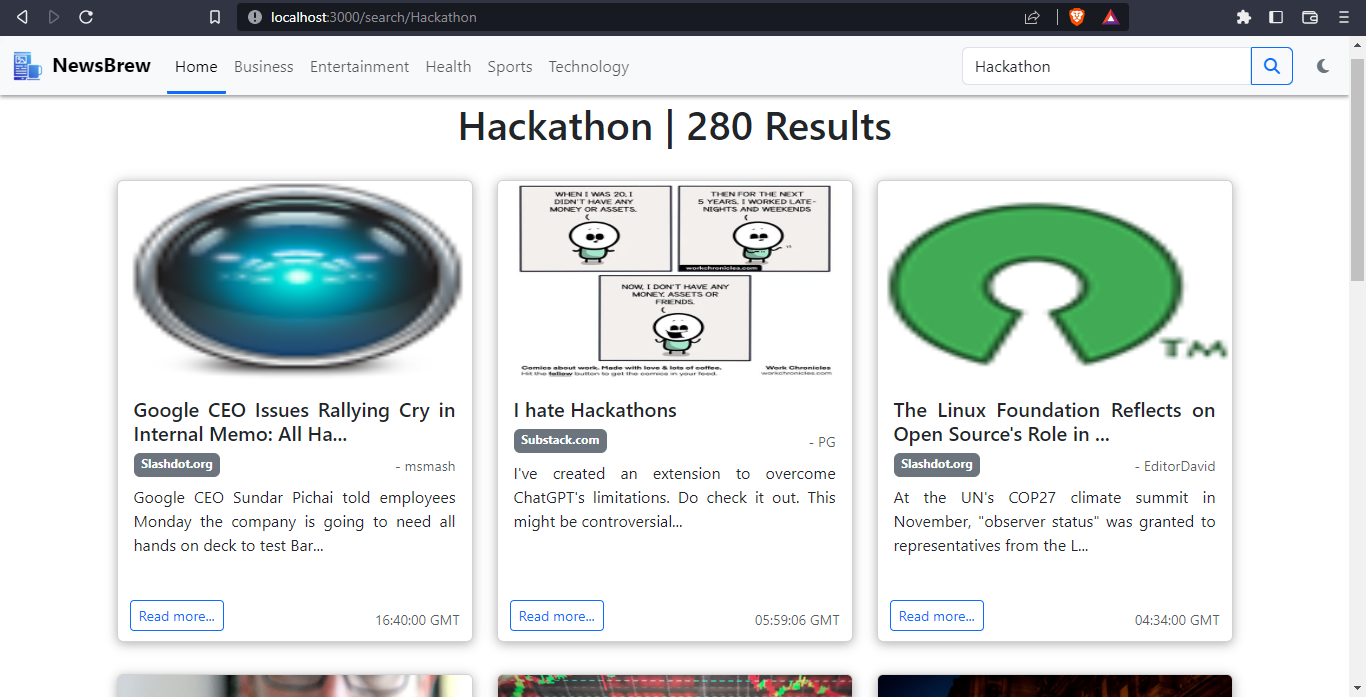 localhost:3000/search/Hackathon
NewsBrew Home Business Entertainment Health Sports Technology Hackathon
Hackathon | 280 Results
WHEN I WAS 20, I
DIDN'T HAVE ANY
MONEY OR ASSETS.
THEN FOR THE NEXT
5 YEARS, I WORKED LATE-
NIGHTS AND WEEKENDS
workchronicles.com
NOW, I DON'T HAVE ANY
MONEY, ASSETS OR
FRIENDS.
Comics about work. Made with love & lots of coffee.
Hit the follow button to get the comics in your feed.
Work Chronicles
workchronicles.com
TM
Google CEO Issues Rallying Cry in
Internal Memo: All Ha...
Slashdot.org - msmash
Google CEO Sundar Pichai told employees
Monday the company is going to need all
hands on deck to test Bar...
Read more... 16:40:00 GMT
I hate Hackathons
Substack.com - PG
I've created an extension to overcome
ChatGPT's limitations. Do check it out. This
might be controversial...
Read more... 05:59:06 GMT
The Linux Foundation Reflects on
Open Source's Role in ...
Slashdot.org - EditorDavid
At the UN's COP27 climate summit in
November, "observer status" was granted to
representatives from the L...
Read more... 04:34:00 GMT